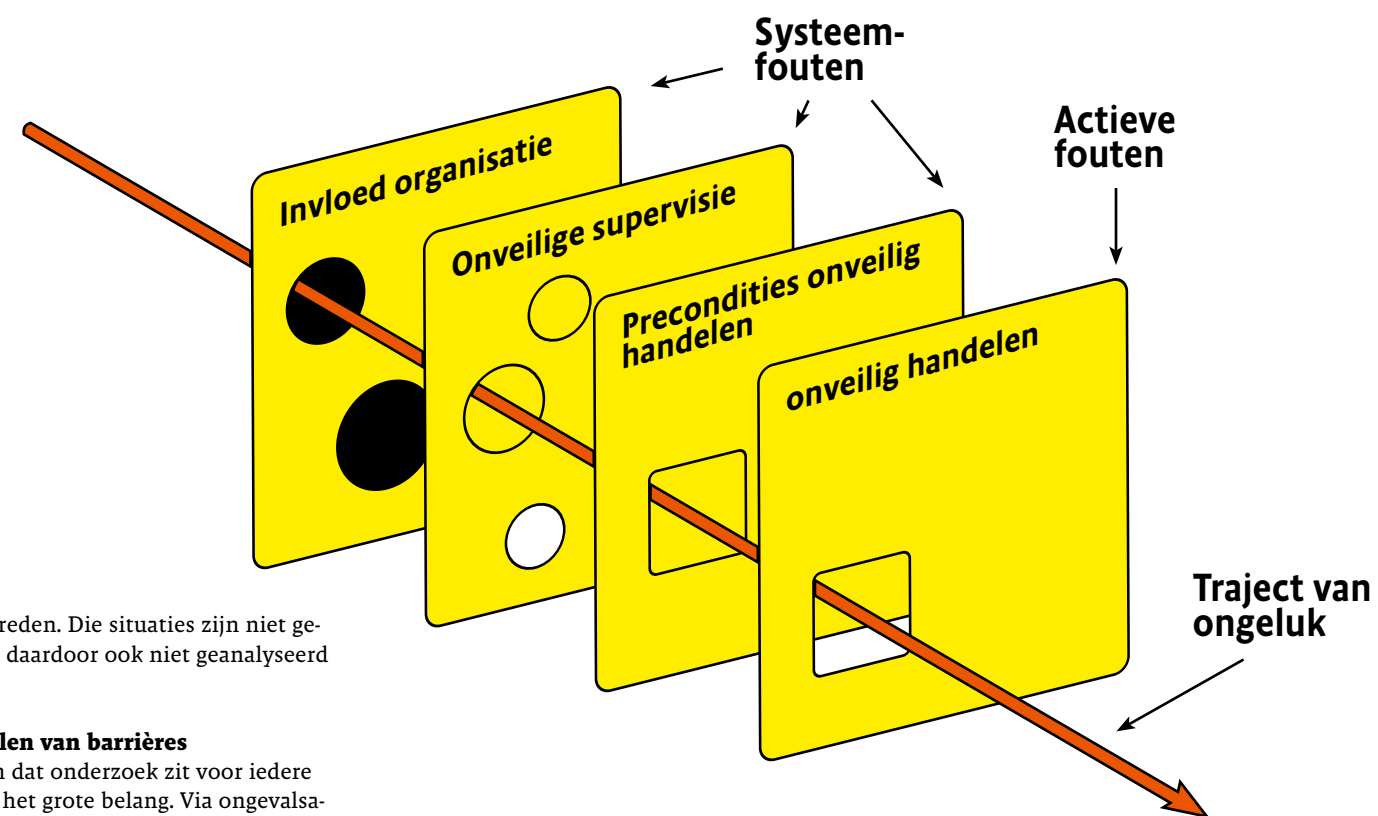 Systeem-
fouten
Actieve
fouten
Invloed organisatie
Onveilige supervisie
Precondities onveilig
handelen
onveilig handelen
Traject van
ongeluk
reden. Die situaties zijn niet ge-
daardoor ook niet geanalyseerd
len van barrières
dat onderzoek zit voor iedere
het grote belang. Via ongevalsa-